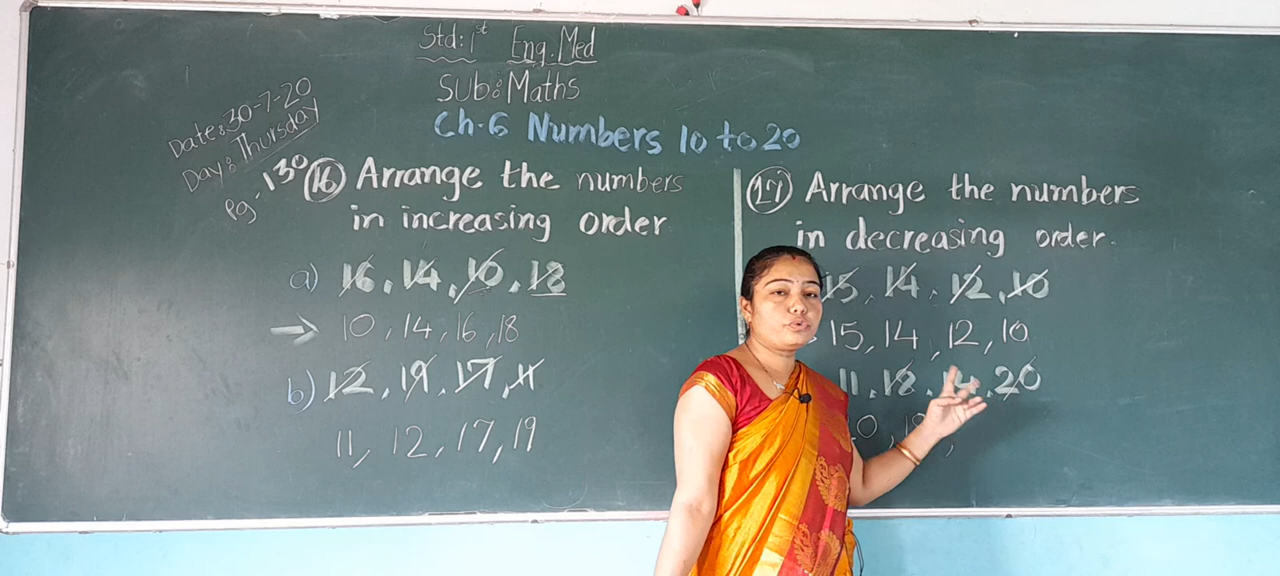 Std: 1st Eng. Med
Sub: Maths
Ch-6 Numbers 10 to 20
Date: 30-7-20
Day: Thursday
Pg-130
16 Arrange the numbers
in increasing order
a) 16, 14, 10, 18
→ 10, 14, 16, 18
b) 12, 19, 17, 11
11, 12, 17, 19
17 Arrange the numbers
in decreasing order.
15, 14, 12, 10
15, 14, 12, 10
11, 18, 14, 20